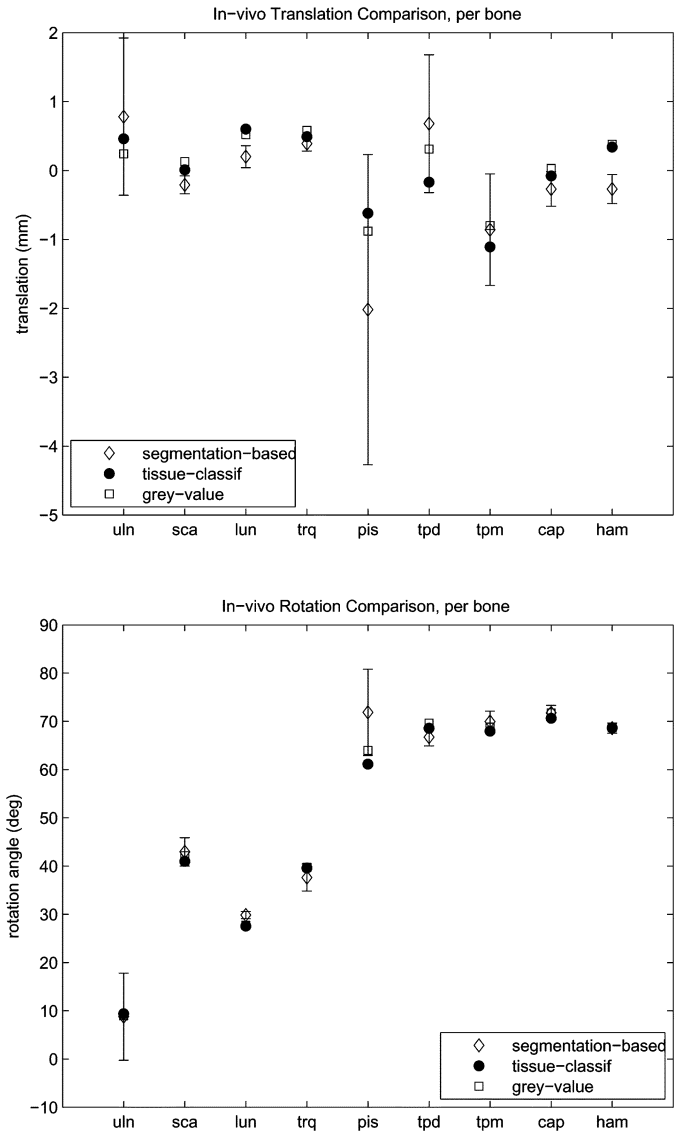 In−vivo Translation Comparison, per bone
2
1
0
−1
−2
−3
−4
−5
translation (mm)
segmentation−based
tissue−classif
grey−value
uln sca lun trq pis tpd tpm cap ham
In−vivo Rotation Comparison, per bone
90
80
70
60
50
40
30
20
10
0
−10
rotation angle (deg)
segmentation−based
tissue−classif
grey−value
uln sca lun trq pis tpd tpm cap ham